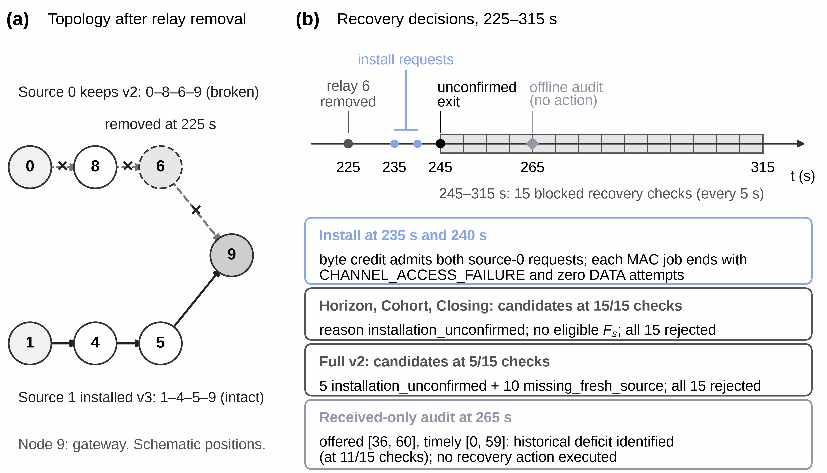 (a) Topology after relay removal
Source 0 keeps v2: 0–8–6–9 (broken)
removed at 225 s
0
8
6
9
1
4
5
Source 1 installed v3: 1–4–5–9 (intact)
Node 9: gateway. Schematic positions.
(b) Recovery decisions, 225–315 s
install requests
relay 6
removed
unconfirmed
exit
offline audit
(no action)
225
235
245
265
315
t (s)
245–315 s: 15 blocked recovery checks (every 5 s)
Install at 235 s and 240 s
byte credit admits both source-0 requests; each MAC job ends with
CHANNEL_ACCESS_FAILURE and zero DATA attempts
Horizon, Cohort, Closing: candidates at 15/15 checks
reason installation_unconfirmed; no eligible Fs; all 15 rejected
Full v2: candidates at 5/15 checks
5 installation_unconfirmed + 10 missing_fresh_source; all 15 rejected
Received-only audit at 265 s
offered [36, 60], timely [0, 59]: historical deficit identified
(at 11/15 checks); no recovery action executed